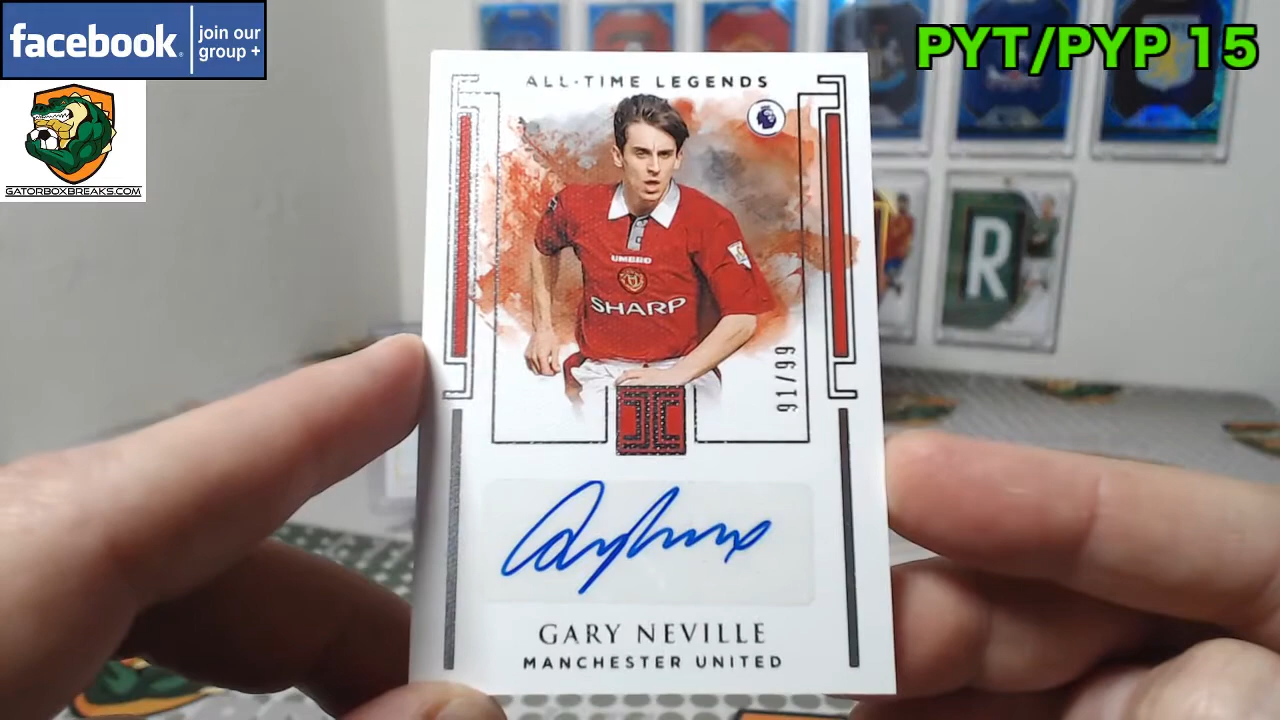 facebook
join our
group +
PYT/PYP 15
GATORBOXBREAKS.COM
ALL-TIME LEGENDS
UMBRO
SHARP
91/99
R
GARY NEVILLE
MANCHESTER UNITED